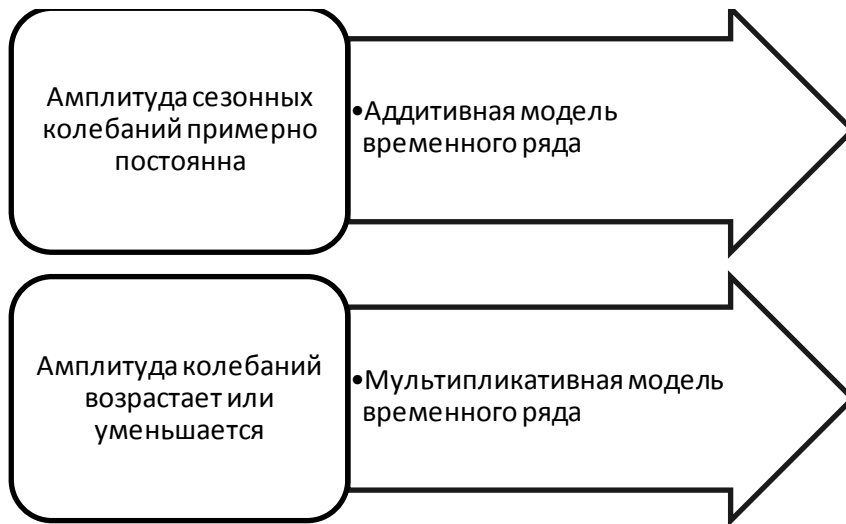 Амплитуда сезонных
колебаний примерно
постоянна
•Аддитивная модель
временного ряда
Амплитуда колебаний
возрастает или
уменьшается
•Мультипликативная модель
временного ряда